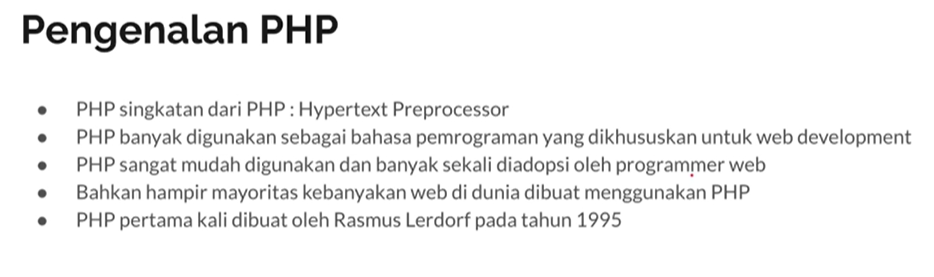 Pengenalan PHP
● PHP singkatan dari PHP : Hypertext Preprocessor
● PHP banyak digunakan sebagai bahasa pemrograman yang dikhususkan untuk web development
● PHP sangat mudah digunakan dan banyak sekali diadopsi oleh programmer web
● Bahkan hampir mayoritas kebanyakan web di dunia dibuat menggunakan PHP
● PHP pertama kali dibuat oleh Rasmus Lerdorf pada tahun 1995